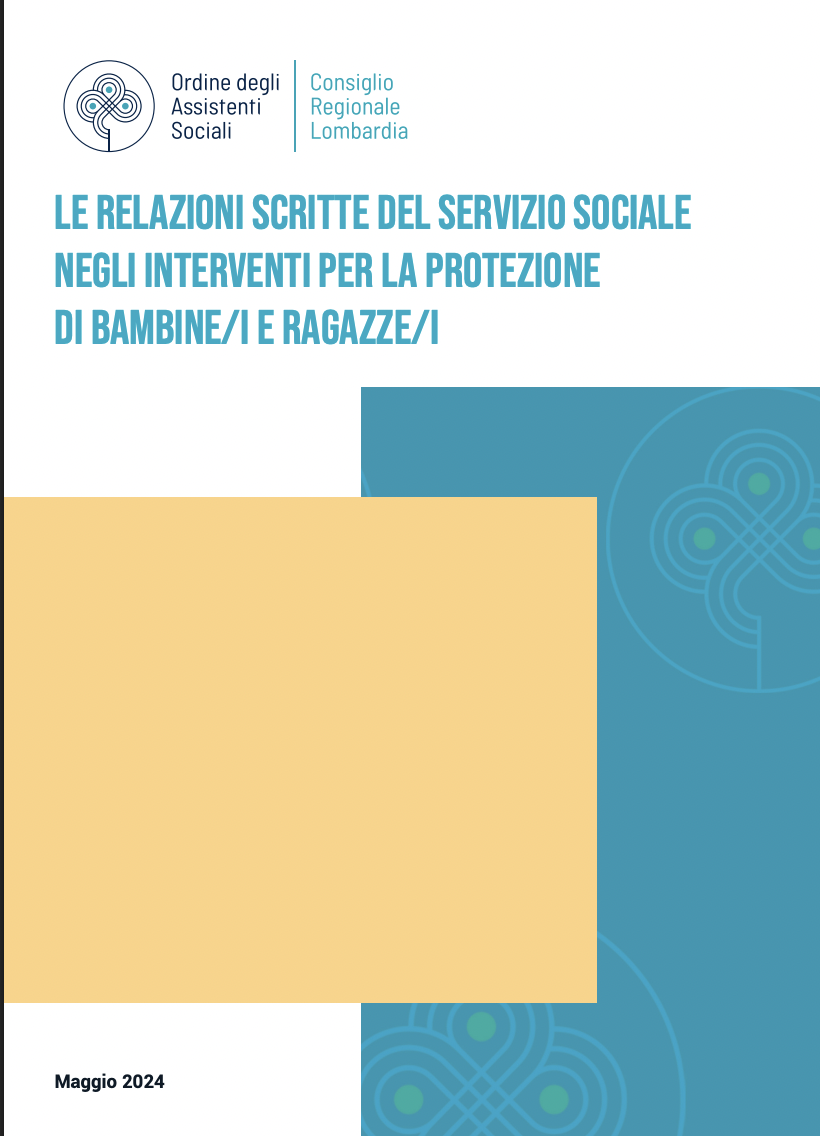 Ordine degli
Assistenti
Sociali
Consiglio
Regionale
Lombardia
LE RELAZIONI SCRITTE DEL SERVIZIO SOCIALE
NEGLI INTERVENTI PER LA PROTEZIONE
DI BAMBINE/I E RAGAZZE/I
Maggio 2024